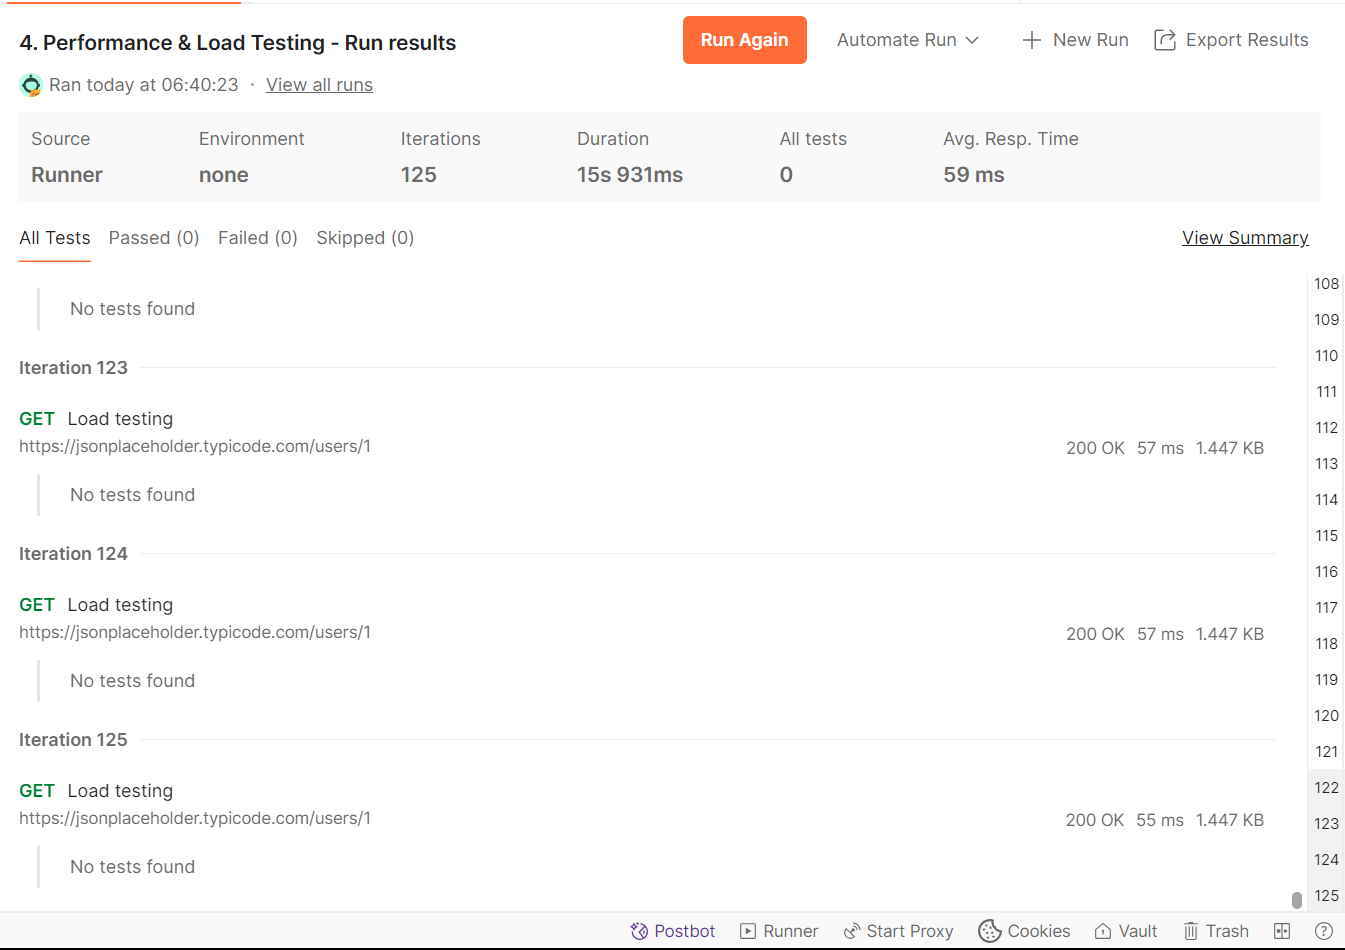 4. Performance & Load Testing - Run results
Run Again
Automate Run
New Run
Export Results
Ran today at 06:40:23 · View all runs
Source Environment Iterations Duration All tests Avg. Resp. Time
Runner none 125 15s 931ms 0 59 ms
All Tests Passed (0) Failed (0) Skipped (0) View Summary
No tests found
Iteration 123
GET Load testing
https://jsonplaceholder.typicode.com/users/1
200 OK 57 ms 1.447 KB
No tests found
Iteration 124
GET Load testing
https://jsonplaceholder.typicode.com/users/1
200 OK 57 ms 1.447 KB
No tests found
Iteration 125
GET Load testing
https://jsonplaceholder.typicode.com/users/1
200 OK 55 ms 1.447 KB
No tests found
108
109
110
111
112
113
114
115
116
117
118
119
120
121
122
123
124
125
Postbot Runner Start Proxy Cookies Vault Trash